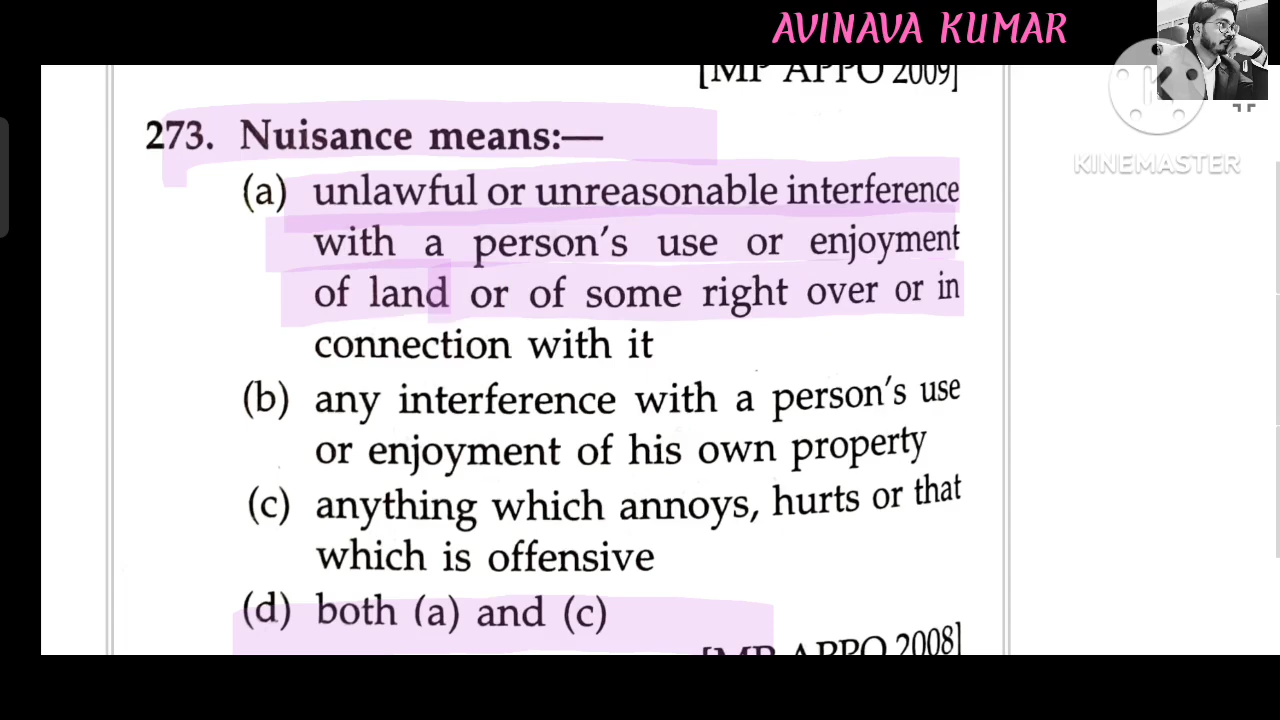 AVINAVA KUMAR
[MP APPO 2009]
KINEMASTER
273. Nuisance means:—
(a) unlawful or unreasonable interference
with a person's use or enjoyment
of land or of some right over or in
connection with it
(b) any interference with a person's use
or enjoyment of his own property
(c) anything which annoys, hurts or that
which is offensive
(d) both (a) and (c)
[MP APPO 2008]